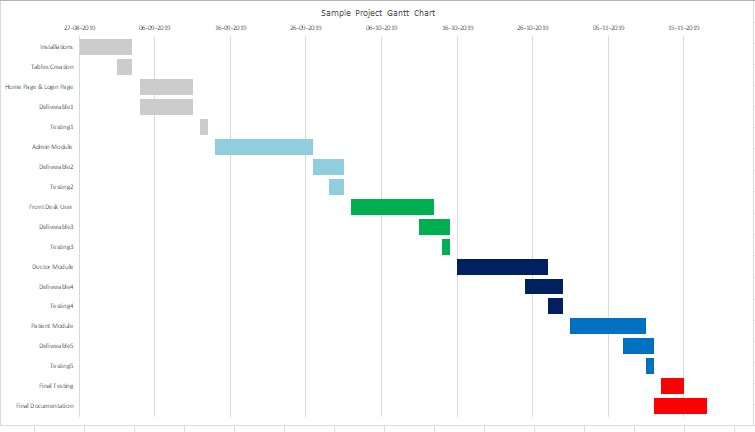 Sample Project Gantt Chart
27-08-2019 06-09-2019 16-09-2019 26-09-2019 06-10-2019 16-10-2019 26-10-2019 05-11-2019 15-11-2019
Installations
Tables Creation
Home Page & Login Page
Deliverable1
Testing1
Admin Module
Deliverable2
Testing2
Front Desk User
Deliverable3
Testing3
Doctor Module
Deliverable4
Testing4
Patient Module
Deliverable5
Testing5
Final Testing
Final Documentation